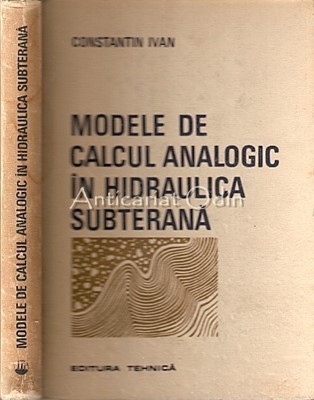 MODELE DE CALCUL ANALOGIC ÎN HIDRAULICA SUBTERANĂ
CONSTANTIN IVAN
MODELE DE
CALCUL ANALOGIC
ÎN HIDRAULICA
Anticariat Odin
SUBTERANĂ
EDITURA TEHNICĂ